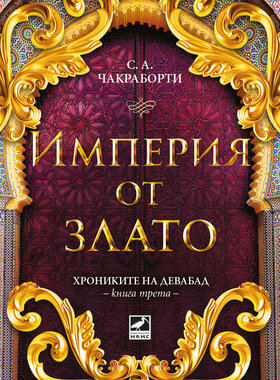 С. А.
ЧАКРАБОРТИ
ИМПЕРИЯ
ОТ
ЗЛАТО
ХРОНИКИТЕ НА ДЕВАБАД
– книга трета –
ИБИС